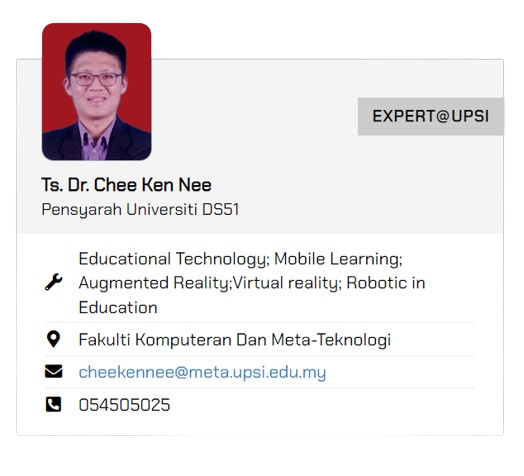 EXPERT@UPSI
Ts. Dr. Chee Ken Nee
Pensyarah Universiti DS51
Educational Technology; Mobile Learning;
Augmented Reality;Virtual reality; Robotic in
Education
Fakulti Komputeran Dan Meta-Teknologi
cheekennee@meta.upsi.edu.my
054505025